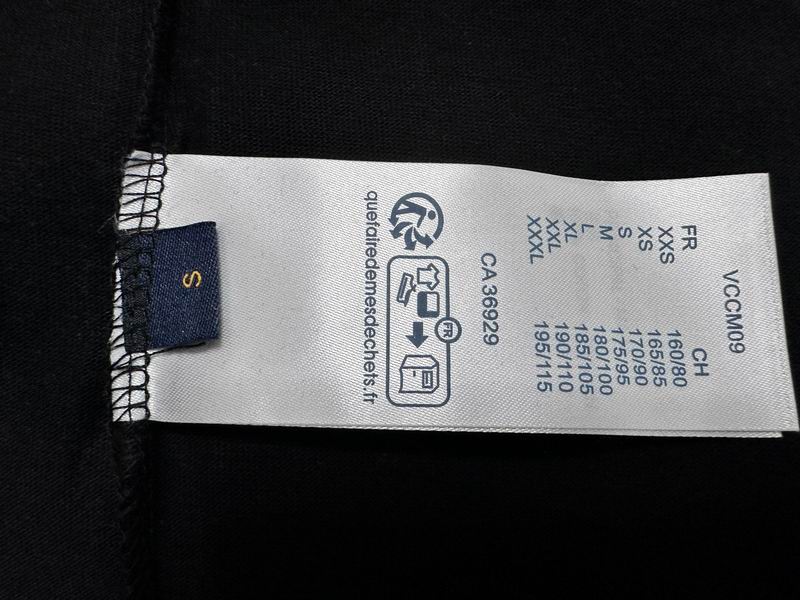 VCCM09
FR CH
XXS 160/80
XS 165/85
S 170/90
M 175/95
L 180/100
XL 185/105
XXL 190/110
XXXL 195/115
CA 36929
FR
quefairedemesdechets.fr
S